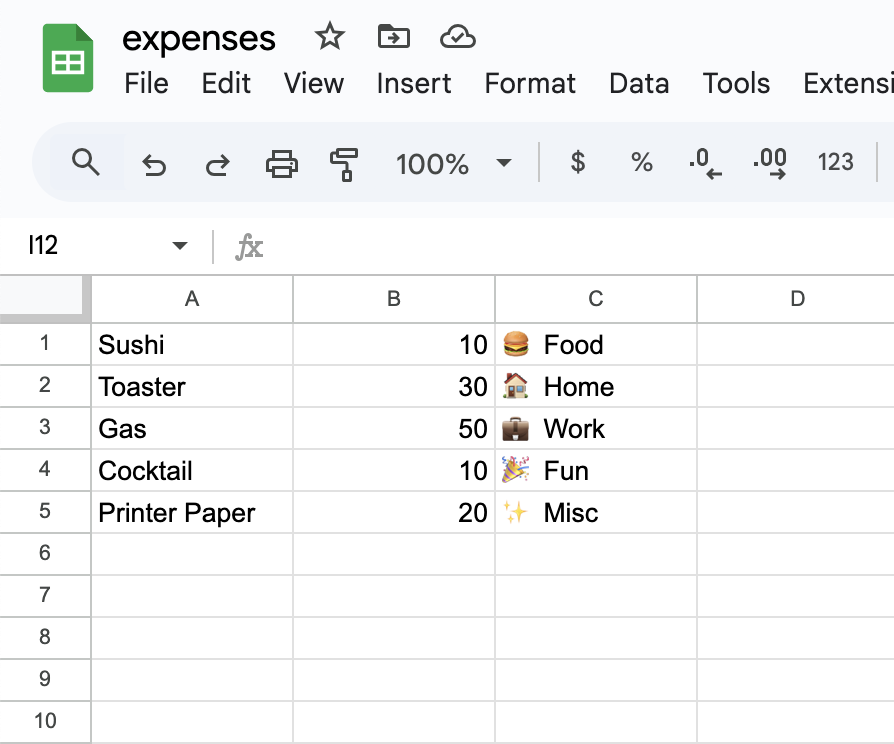 expenses
File Edit View Insert Format Data Tools Extensi
100% $ % .0 .00 123
I12 fx
A B C D
1 Sushi 10 🍔 Food
2 Toaster 30 🏠 Home
3 Gas 50 💼 Work
4 Cocktail 10 🎉 Fun
5 Printer Paper 20 ✨ Misc
6
7
8
9
10